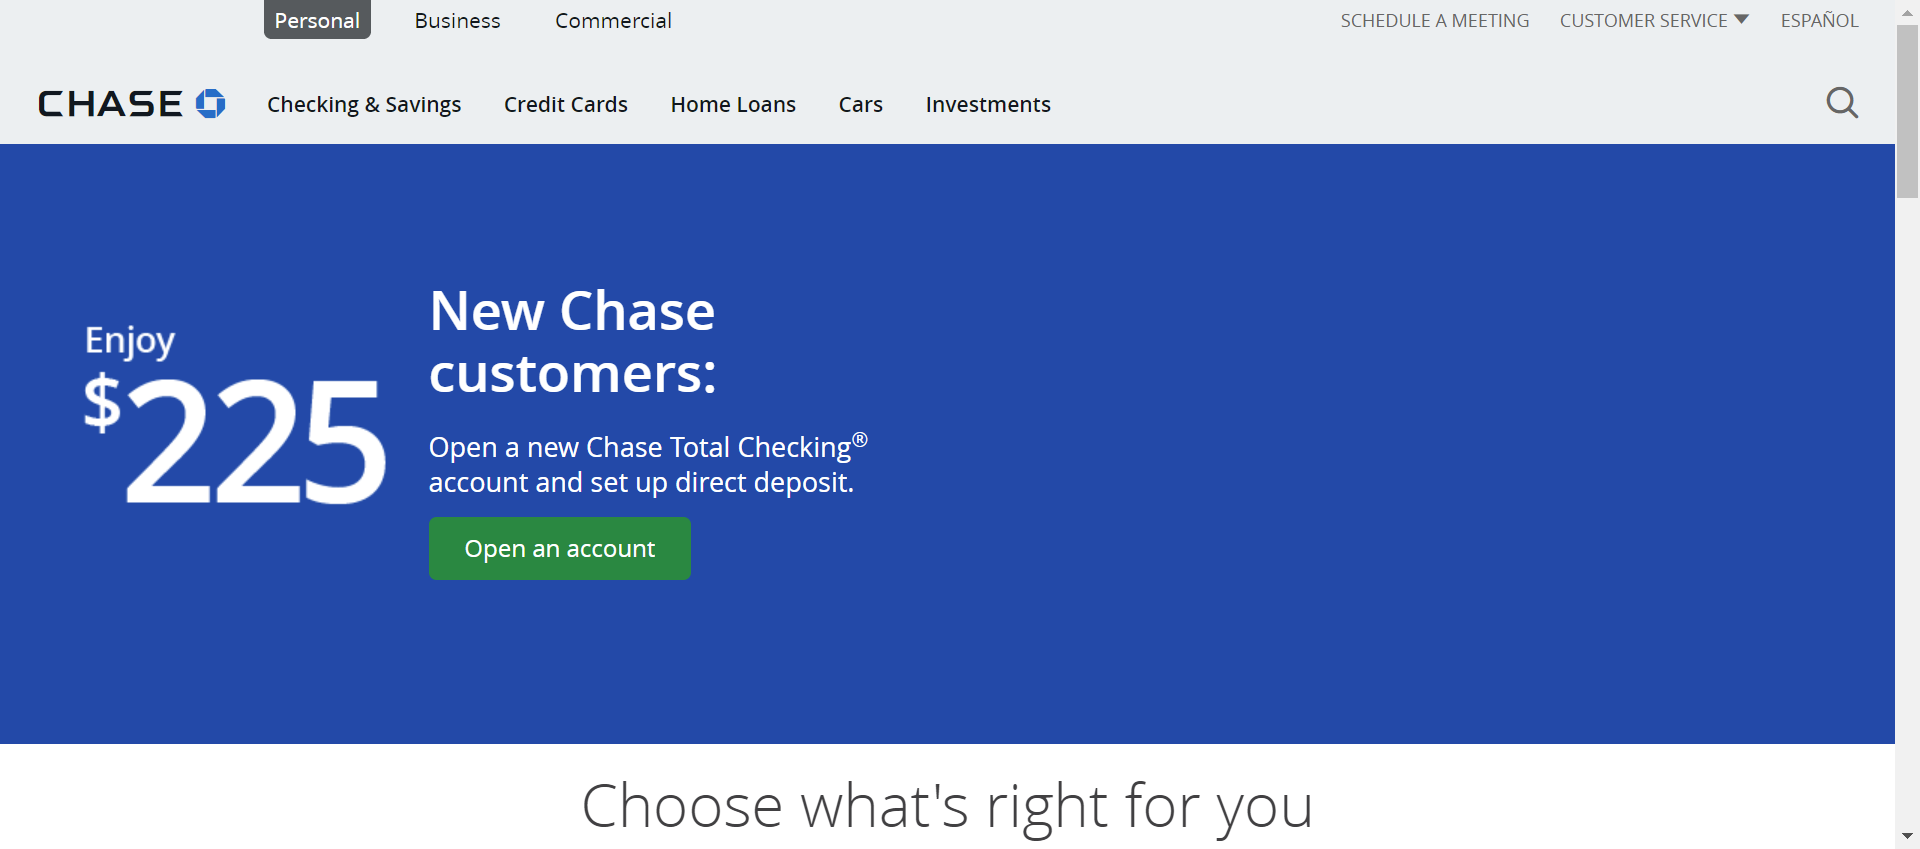 Personal
Business
Commercial
SCHEDULE A MEETING
CUSTOMER SERVICE
ESPAÑOL
CHASE
Checking & Savings
Credit Cards
Home Loans
Cars
Investments
Enjoy
$225
New Chase
customers:
Open a new Chase Total Checking®
account and set up direct deposit.
Open an account
Choose what's right for you